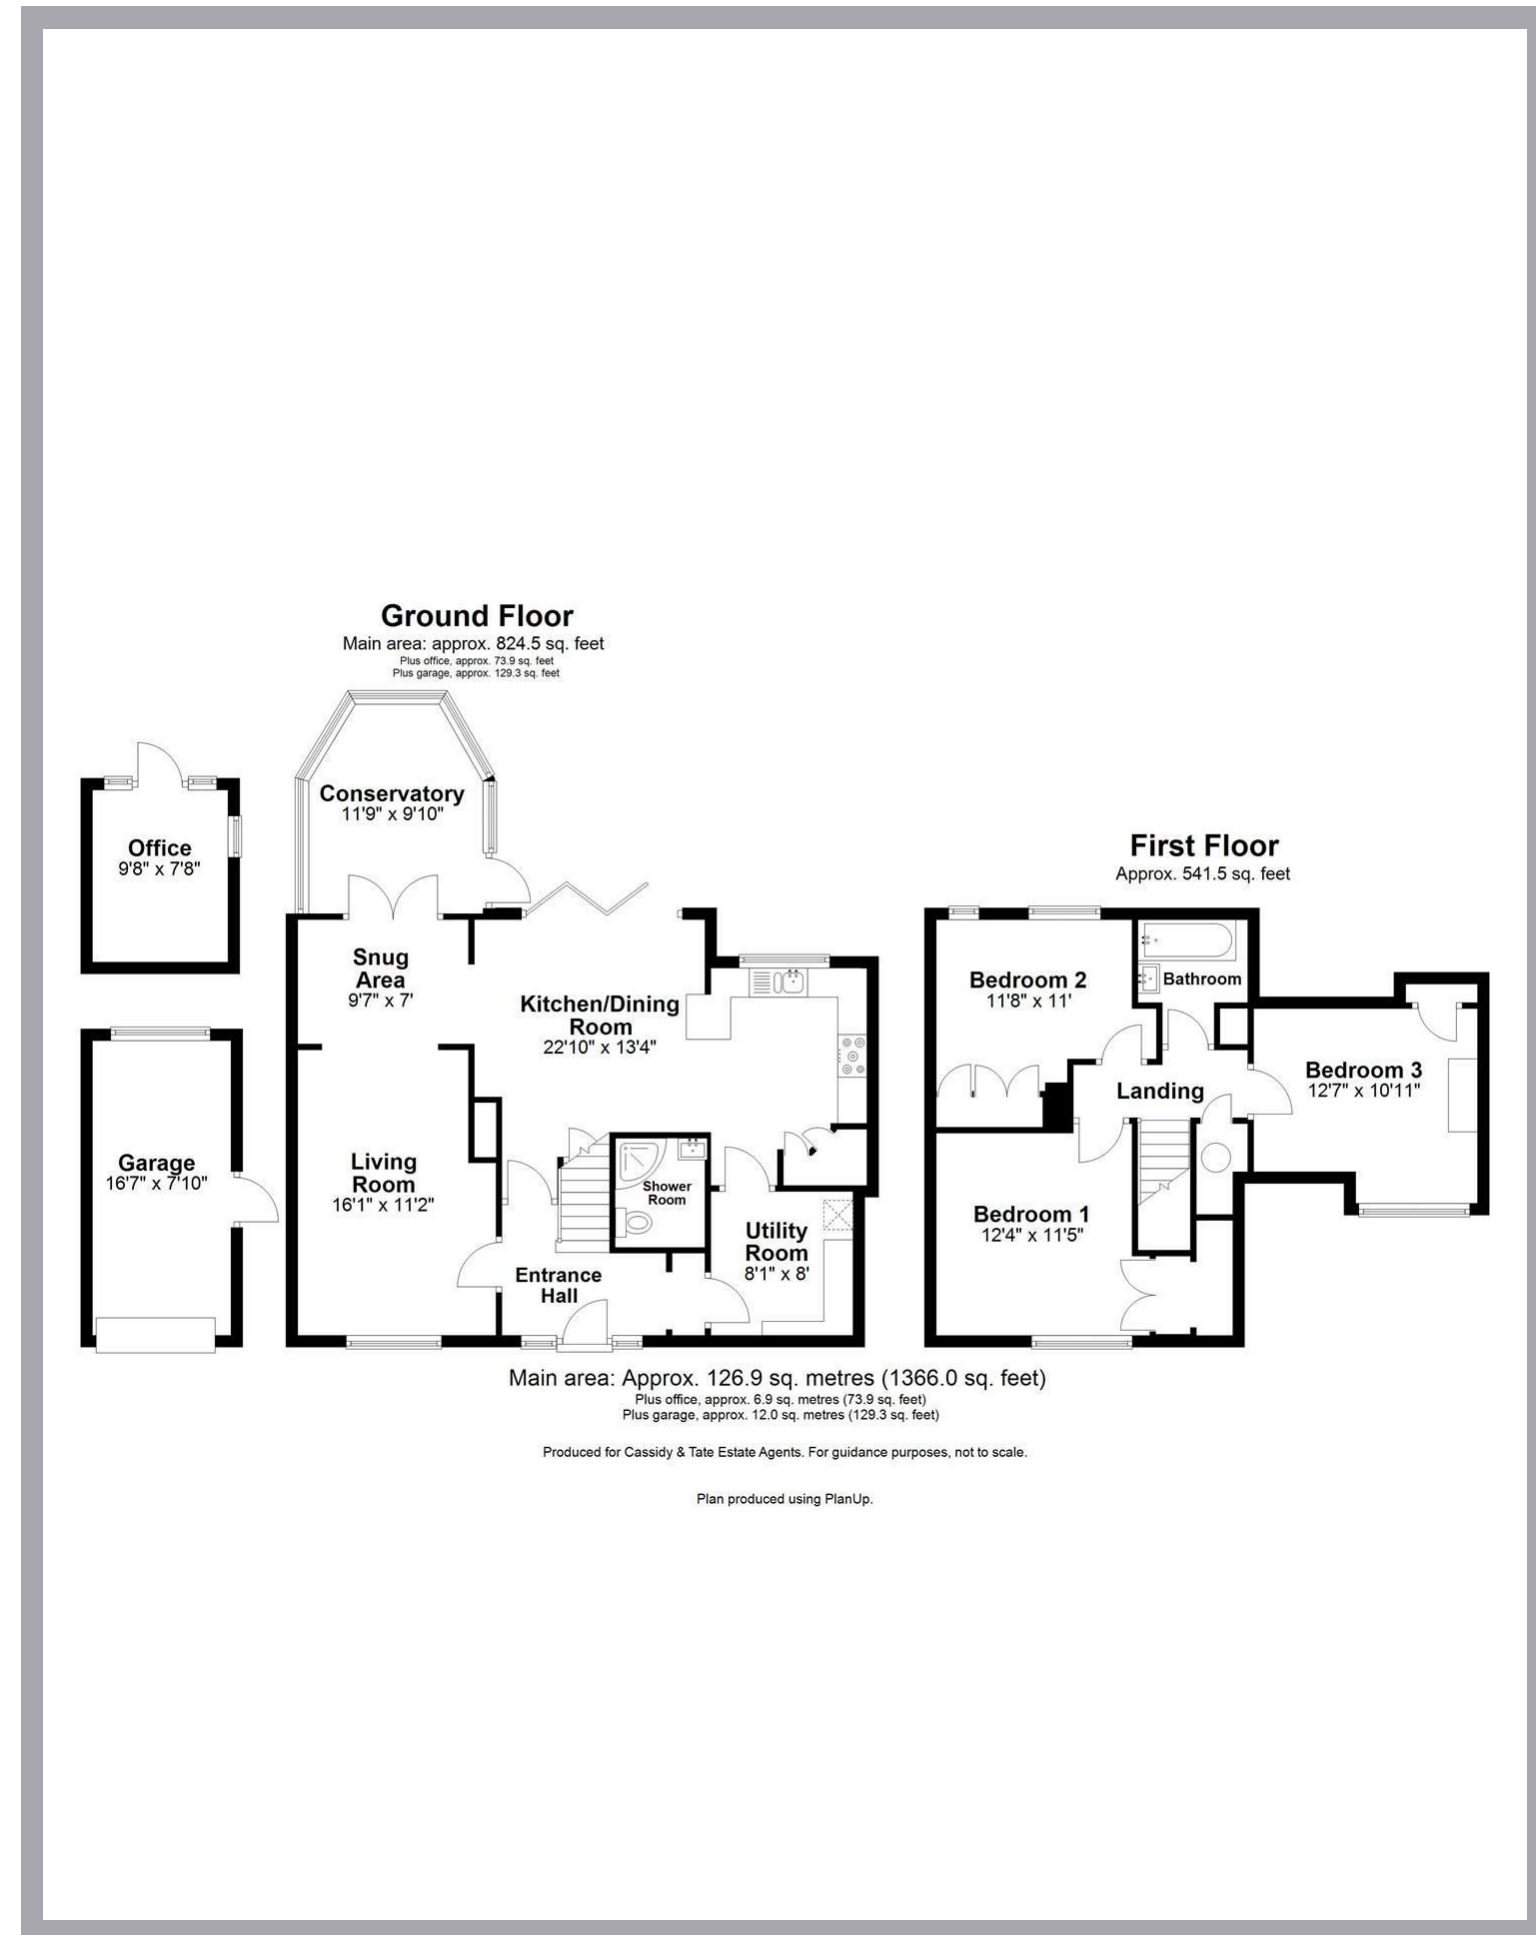 Ground Floor
Main area: approx. 824.5 sq. feet
Plus office, approx. 73.9 sq. feet
Plus garage, approx. 129.3 sq. feet
Conservatory
11'9" x 9'10"
Office
9'8" x 7'8"
Snug
Area
9'7" x 7'
Kitchen/Dining
Room
22'10" x 13'4"
Garage
16'7" x 7'10"
Living
Room
16'1" x 11'2"
Shower
Room
Utility
Room
8'1" x 8'
Entrance
Hall
First Floor
Approx. 541.5 sq. feet
Bedroom 2
11'8" x 11'
Bathroom
Landing
Bedroom 3
12'7" x 10'11"
Bedroom 1
12'4" x 11'5"
Main area: Approx. 126.9 sq. metres (1366.0 sq. feet)
Plus office, approx. 6.9 sq. metres (73.9 sq. feet)
Plus garage, approx. 12.0 sq. metres (129.3 sq. feet)
Produced for Cassidy & Tate Estate Agents. For guidance purposes, not to scale.
Plan produced using PlanUp.